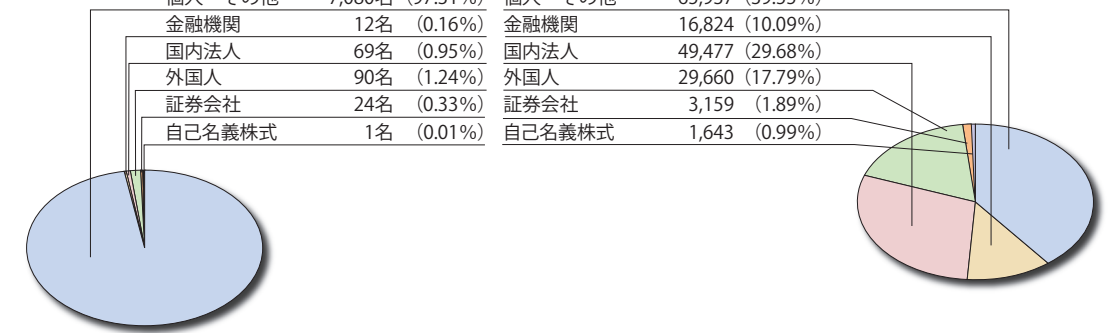 金融機関 12名 (0.16%) 金融機関 16,824 (10.09%)
国内法人 69名 (0.95%) 国内法人 49,477 (29.68%)
外国人 90名 (1.24%) 外国人 29,660 (17.79%)
証券会社 24名 (0.33%) 証券会社 3,159 (1.89%)
自己名義株式 1名 (0.01%) 自己名義株式 1,643 (0.99%)